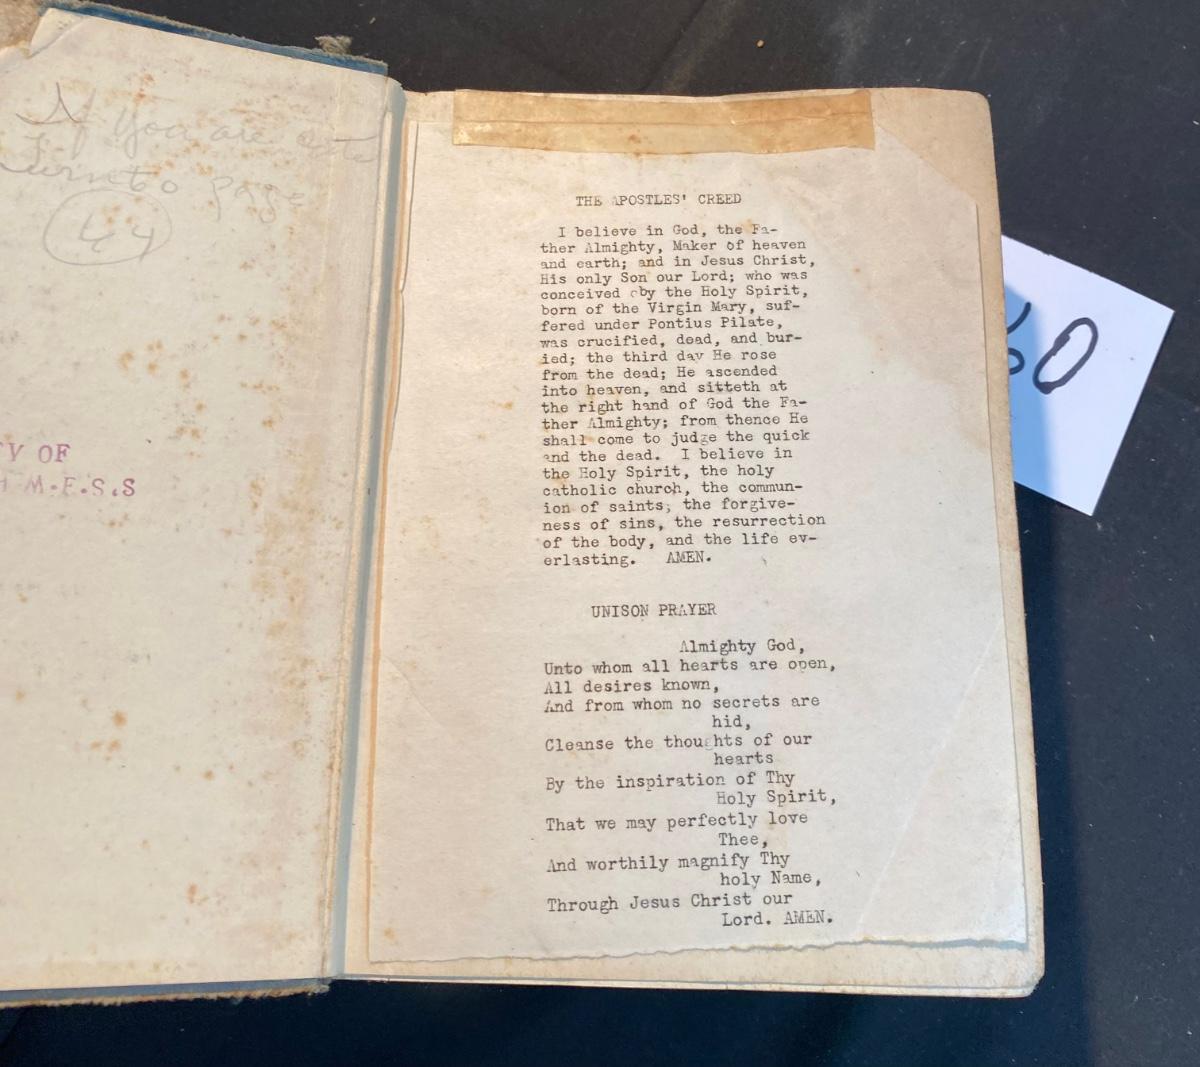 If you are
Turn to page
44
TY OF
H M.E.S.S
THE APOSTLES' CREED
I believe in God, the Fa-
ther Almighty, Maker of heaven
and earth; and in Jesus Christ,
His only Son our Lord; who was
conceived by the Holy Spirit,
born of the Virgin Mary, suf-
fered under Pontius Pilate,
was crucified, dead, and bur-
ied; the third day He rose
from the dead; He ascended
into heaven, and sitteth at
the right hand of God the Fa-
ther Almighty; from thence He
shall come to judge the quick
and the dead. I believe in
the Holy Spirit, the holy
catholic church, the commun-
ion of saints; the forgive-
ness of sins, the resurrection
of the body, and the life ev-
erlasting. AMEN.
UNISON PRAYER
Almighty God,
Unto whom all hearts are open,
All desires known,
And from whom no secrets are
hid,
Cleanse the thoughts of our
hearts
By the inspiration of Thy
Holy Spirit,
That we may perfectly love
Thee,
And worthily magnify Thy
holy Name,
Through Jesus Christ our
Lord. AMEN.
60